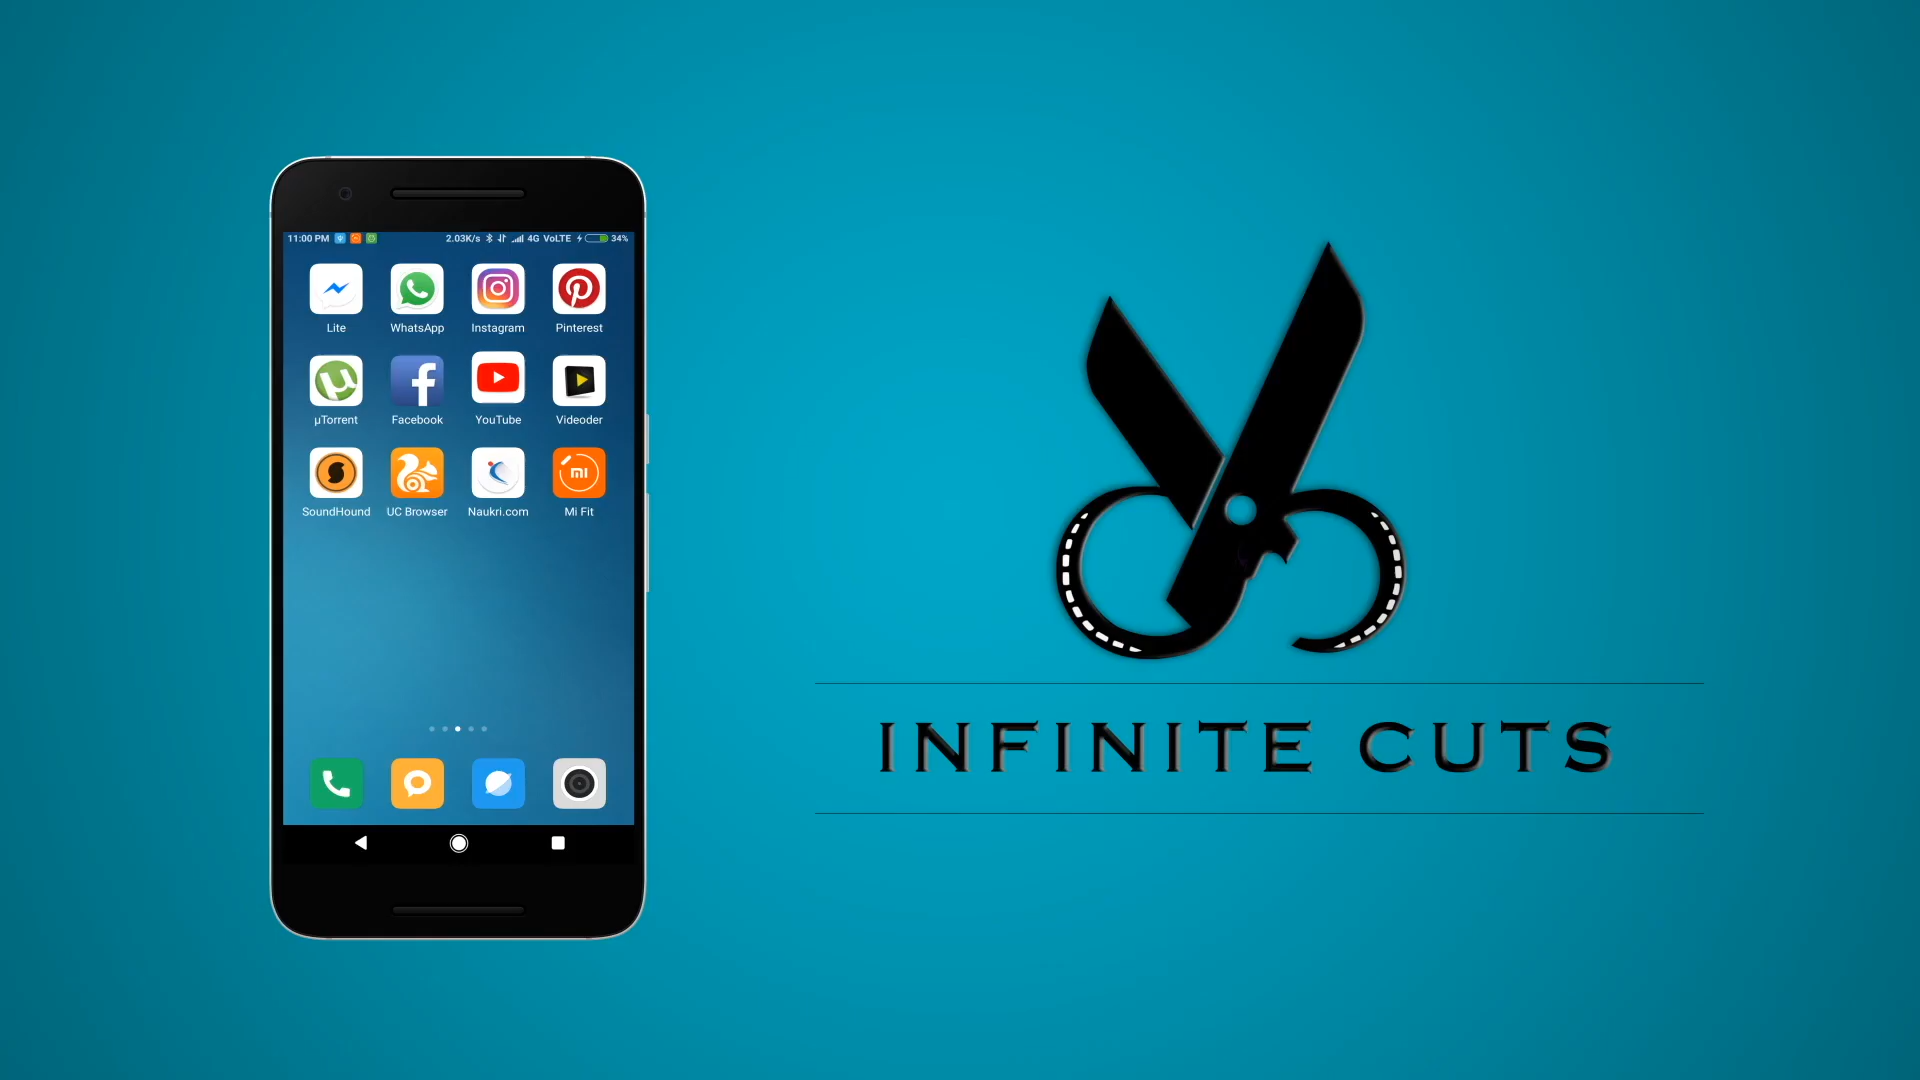 11:00 PM 2.03K/s 4G VoLTE 34%
Lite WhatsApp Instagram Pinterest
µTorrent Facebook YouTube Videoder
SoundHound UC Browser Naukri.com Mi Fit
INFINITE CUTS